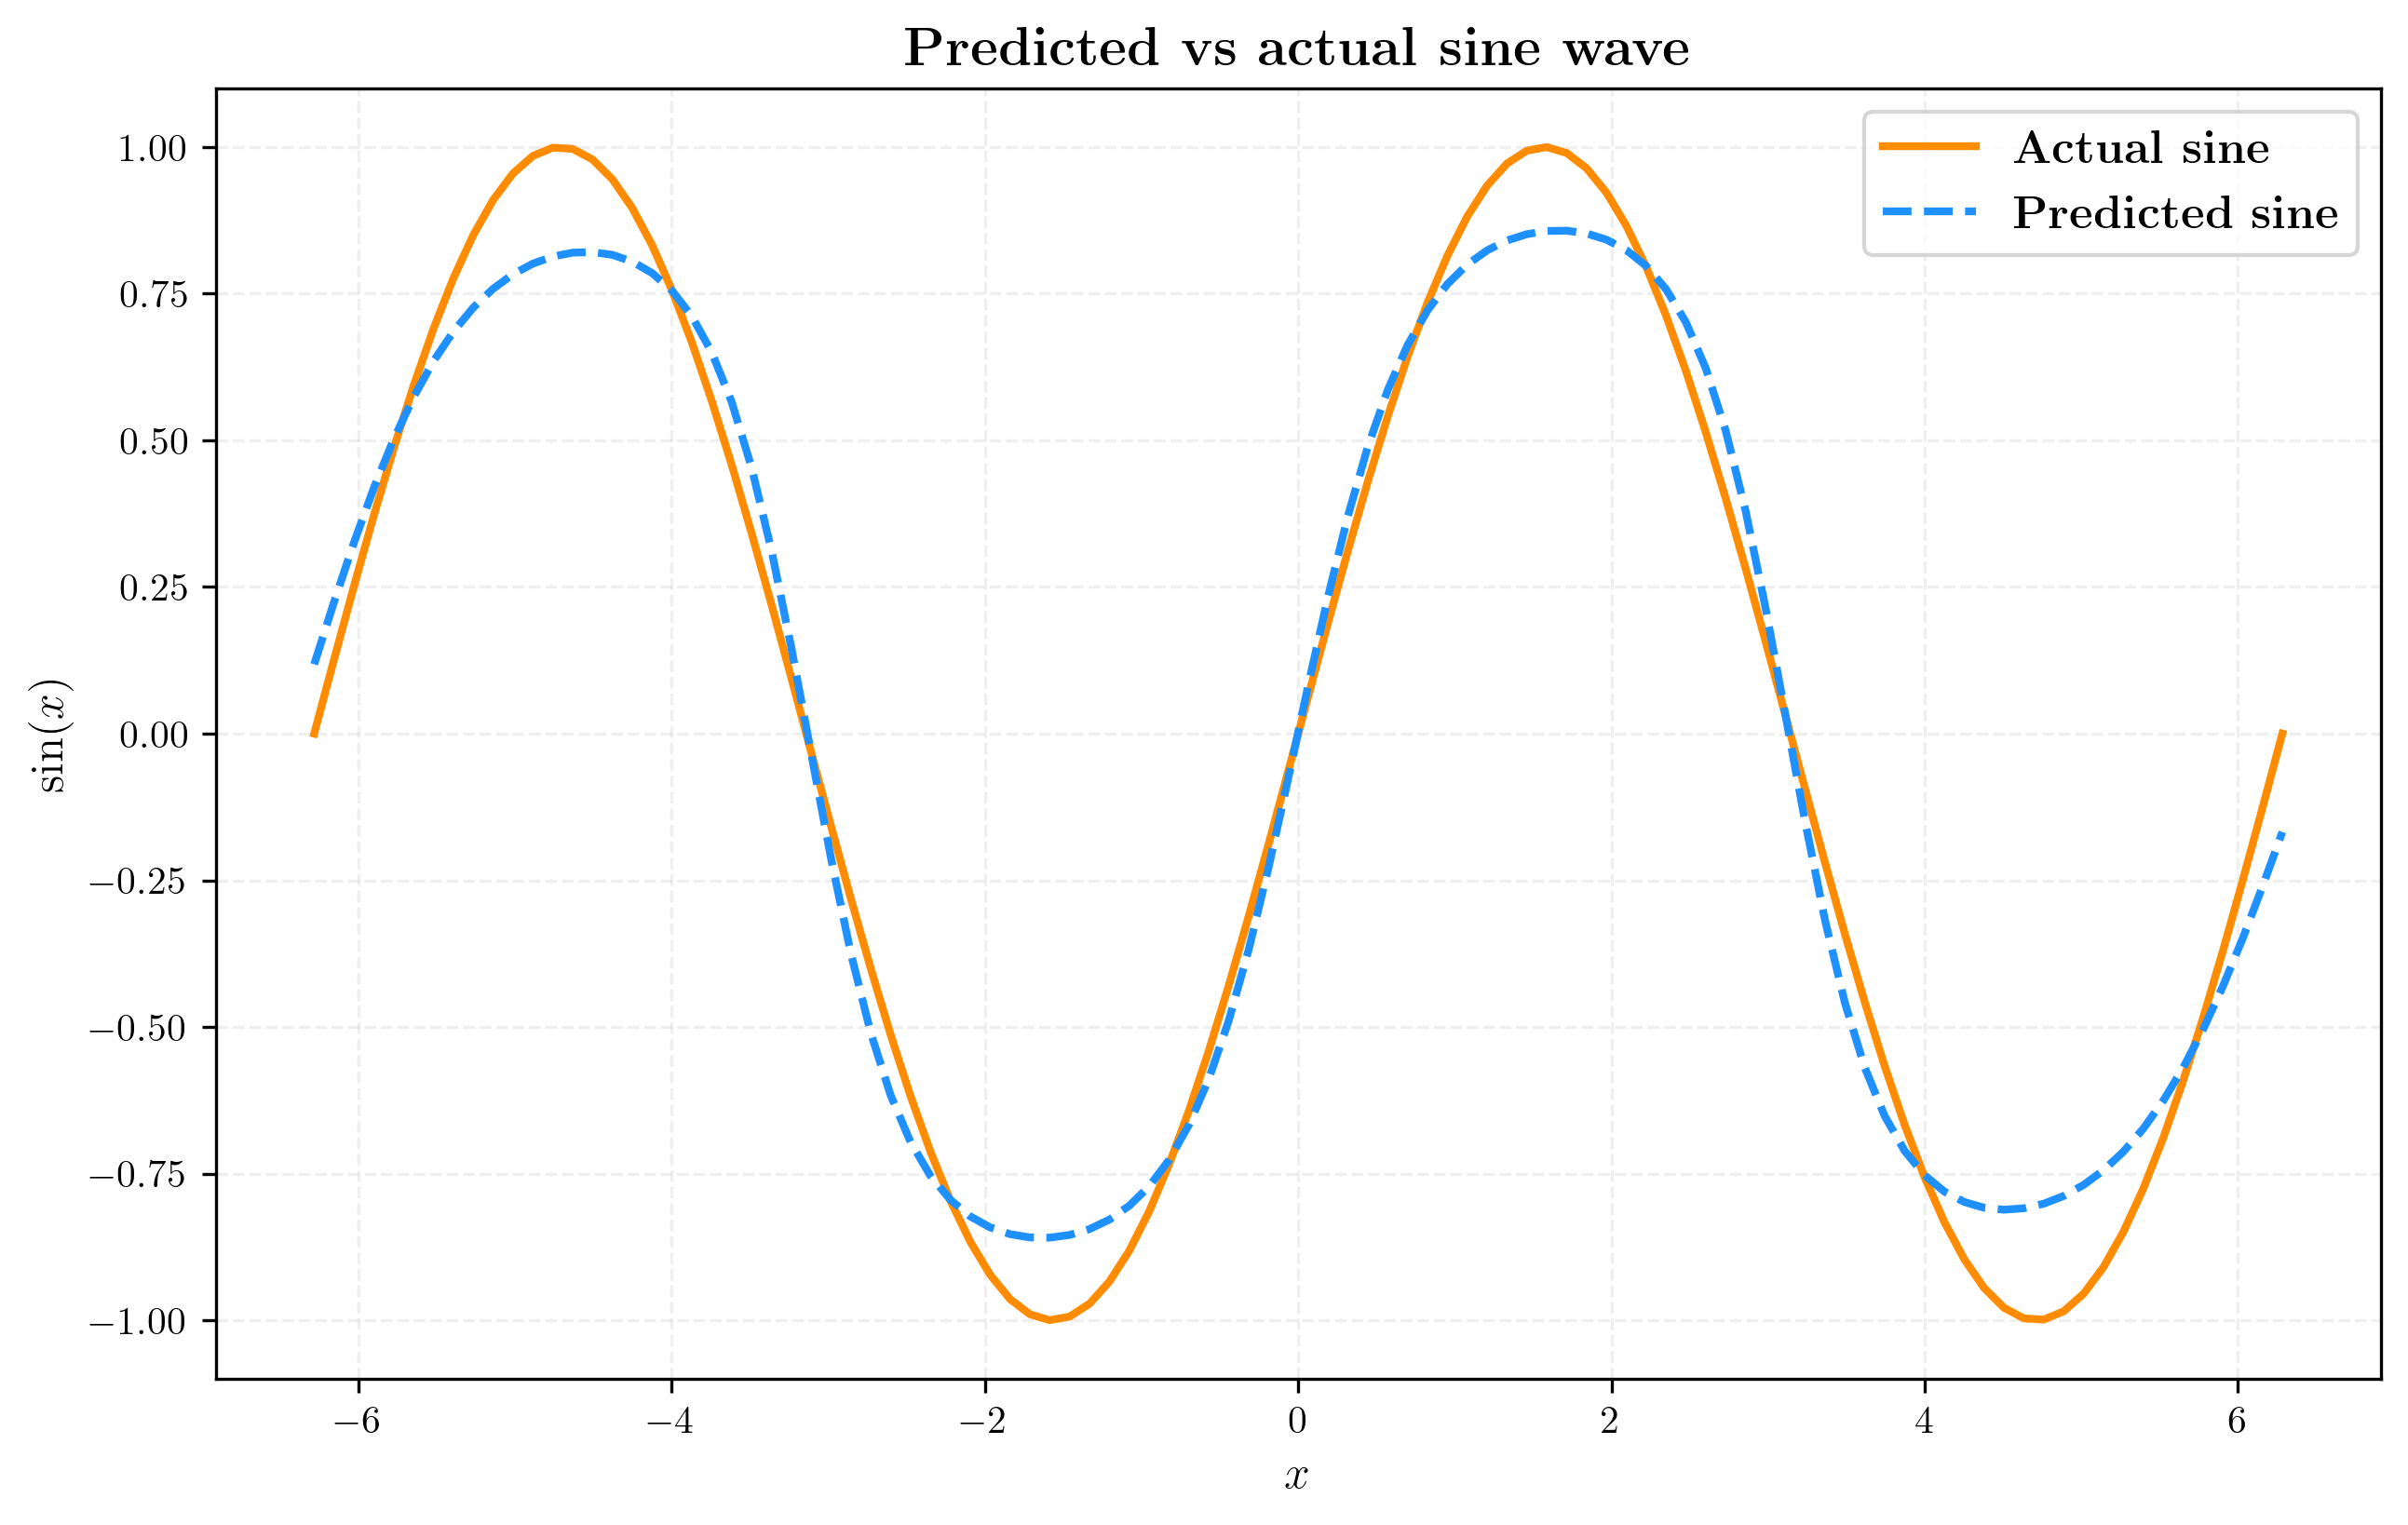 Predicted vs actual sine wave
Actual sine
Predicted sine
1.00
0.75
0.50
0.25
0.00
−0.25
−0.50
−0.75
−1.00
sin(x)
−6 −4 −2 0 2 4 6
x